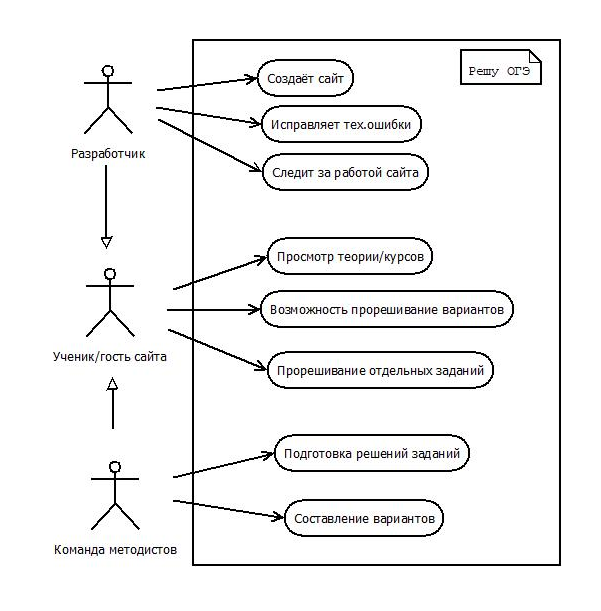 Решу ОГЭ
Создаёт сайт
Исправляет тех.ошибки
Разработчик
Следит за работой сайта
Просмотр теории/курсов
Возможность прорешивание вариантов
Ученик/гость сайта
Прорешивание отдельных заданий
Подготовка решений заданий
Составление вариантов
Команда методистов